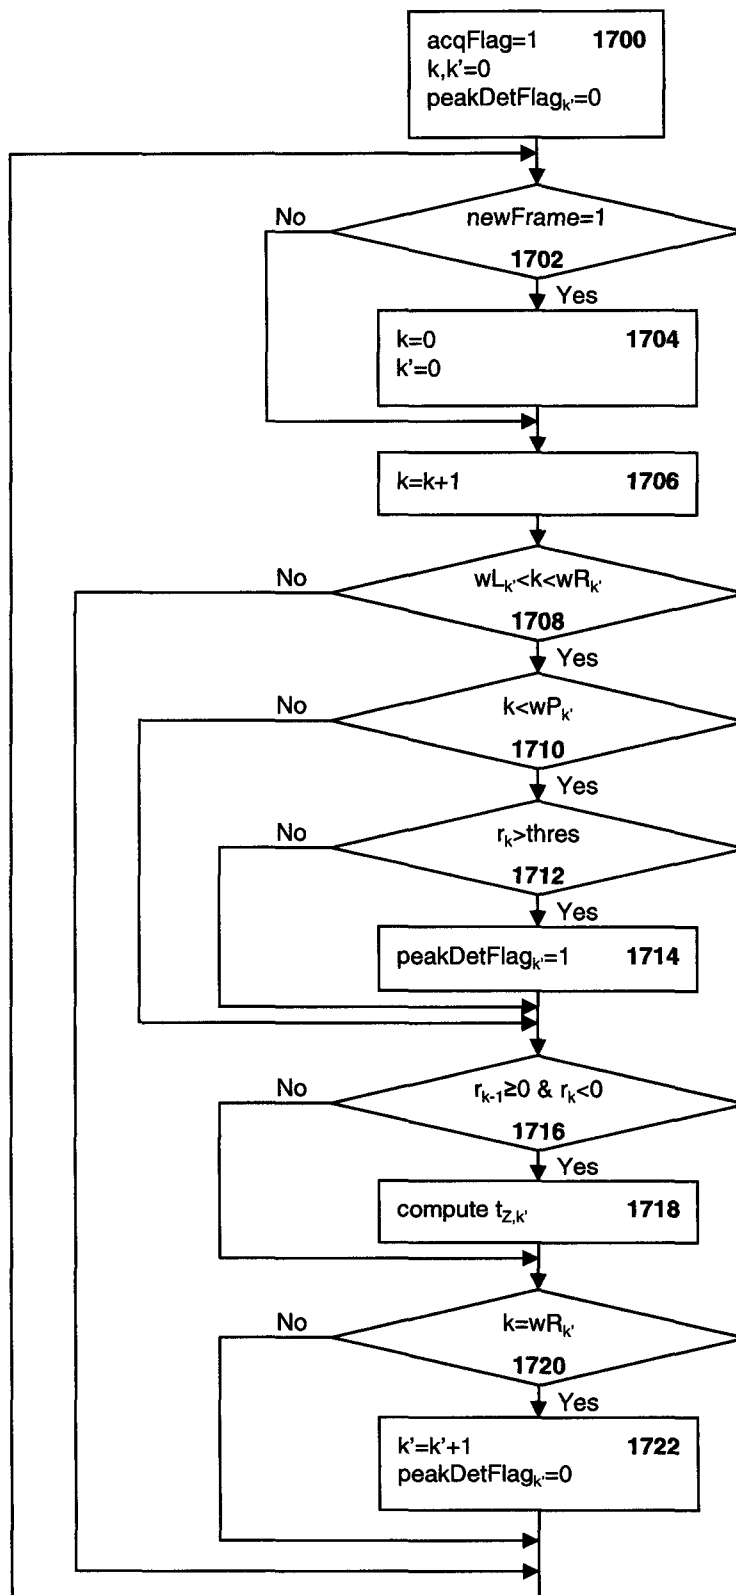 acqFlag=1 1700
k,k'=0
peakDetFlagk'=0
No
newFrame=1
1702
Yes
k=0 1704
k'=0
k=k+1 1706
No
wLk'<k<wRk'
1708
Yes
No
k<wPk'
1710
Yes
No
rk>thres
1712
Yes
peakDetFlagk'=1 1714
No
rk-1≥0 & rk<0
1716
Yes
compute tZ,k' 1718
No
k=wRk'
1720
Yes
k'=k'+1 1722
peakDetFlagk'=0